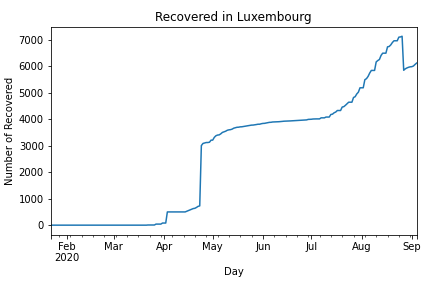 Recovered in Luxembourg
7000
6000
5000
4000
3000
2000
1000
0
Number of Recovered
Feb Mar Apr May Jun Jul Aug Sep
2020
Day